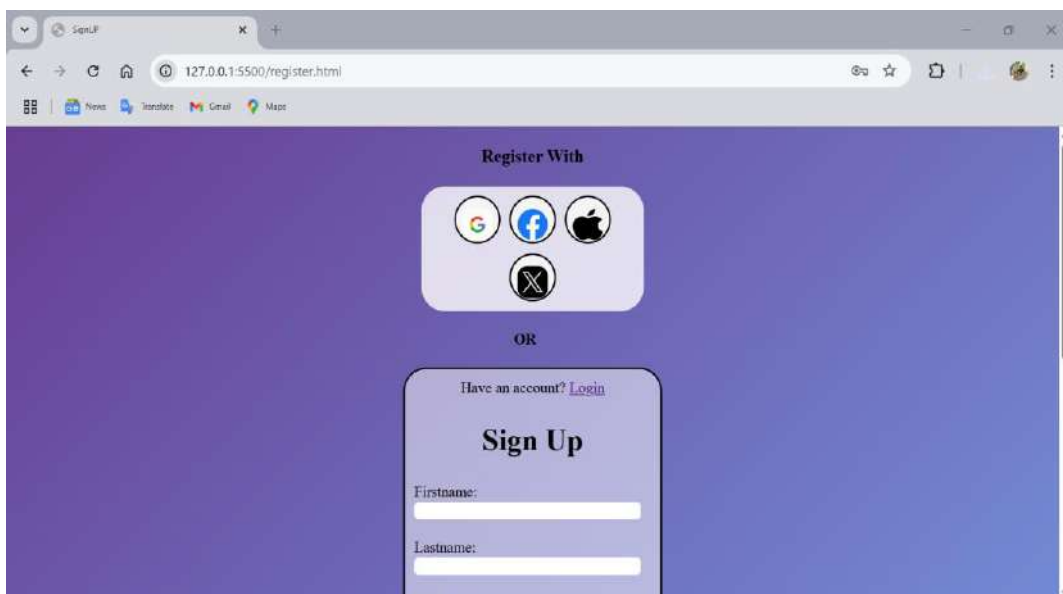 SignUP
127.0.0.1:5500/register.html
News Translate Gmail Maps
Register With
OR
Have an account? Login
Sign Up
Firstname:
Lastname: